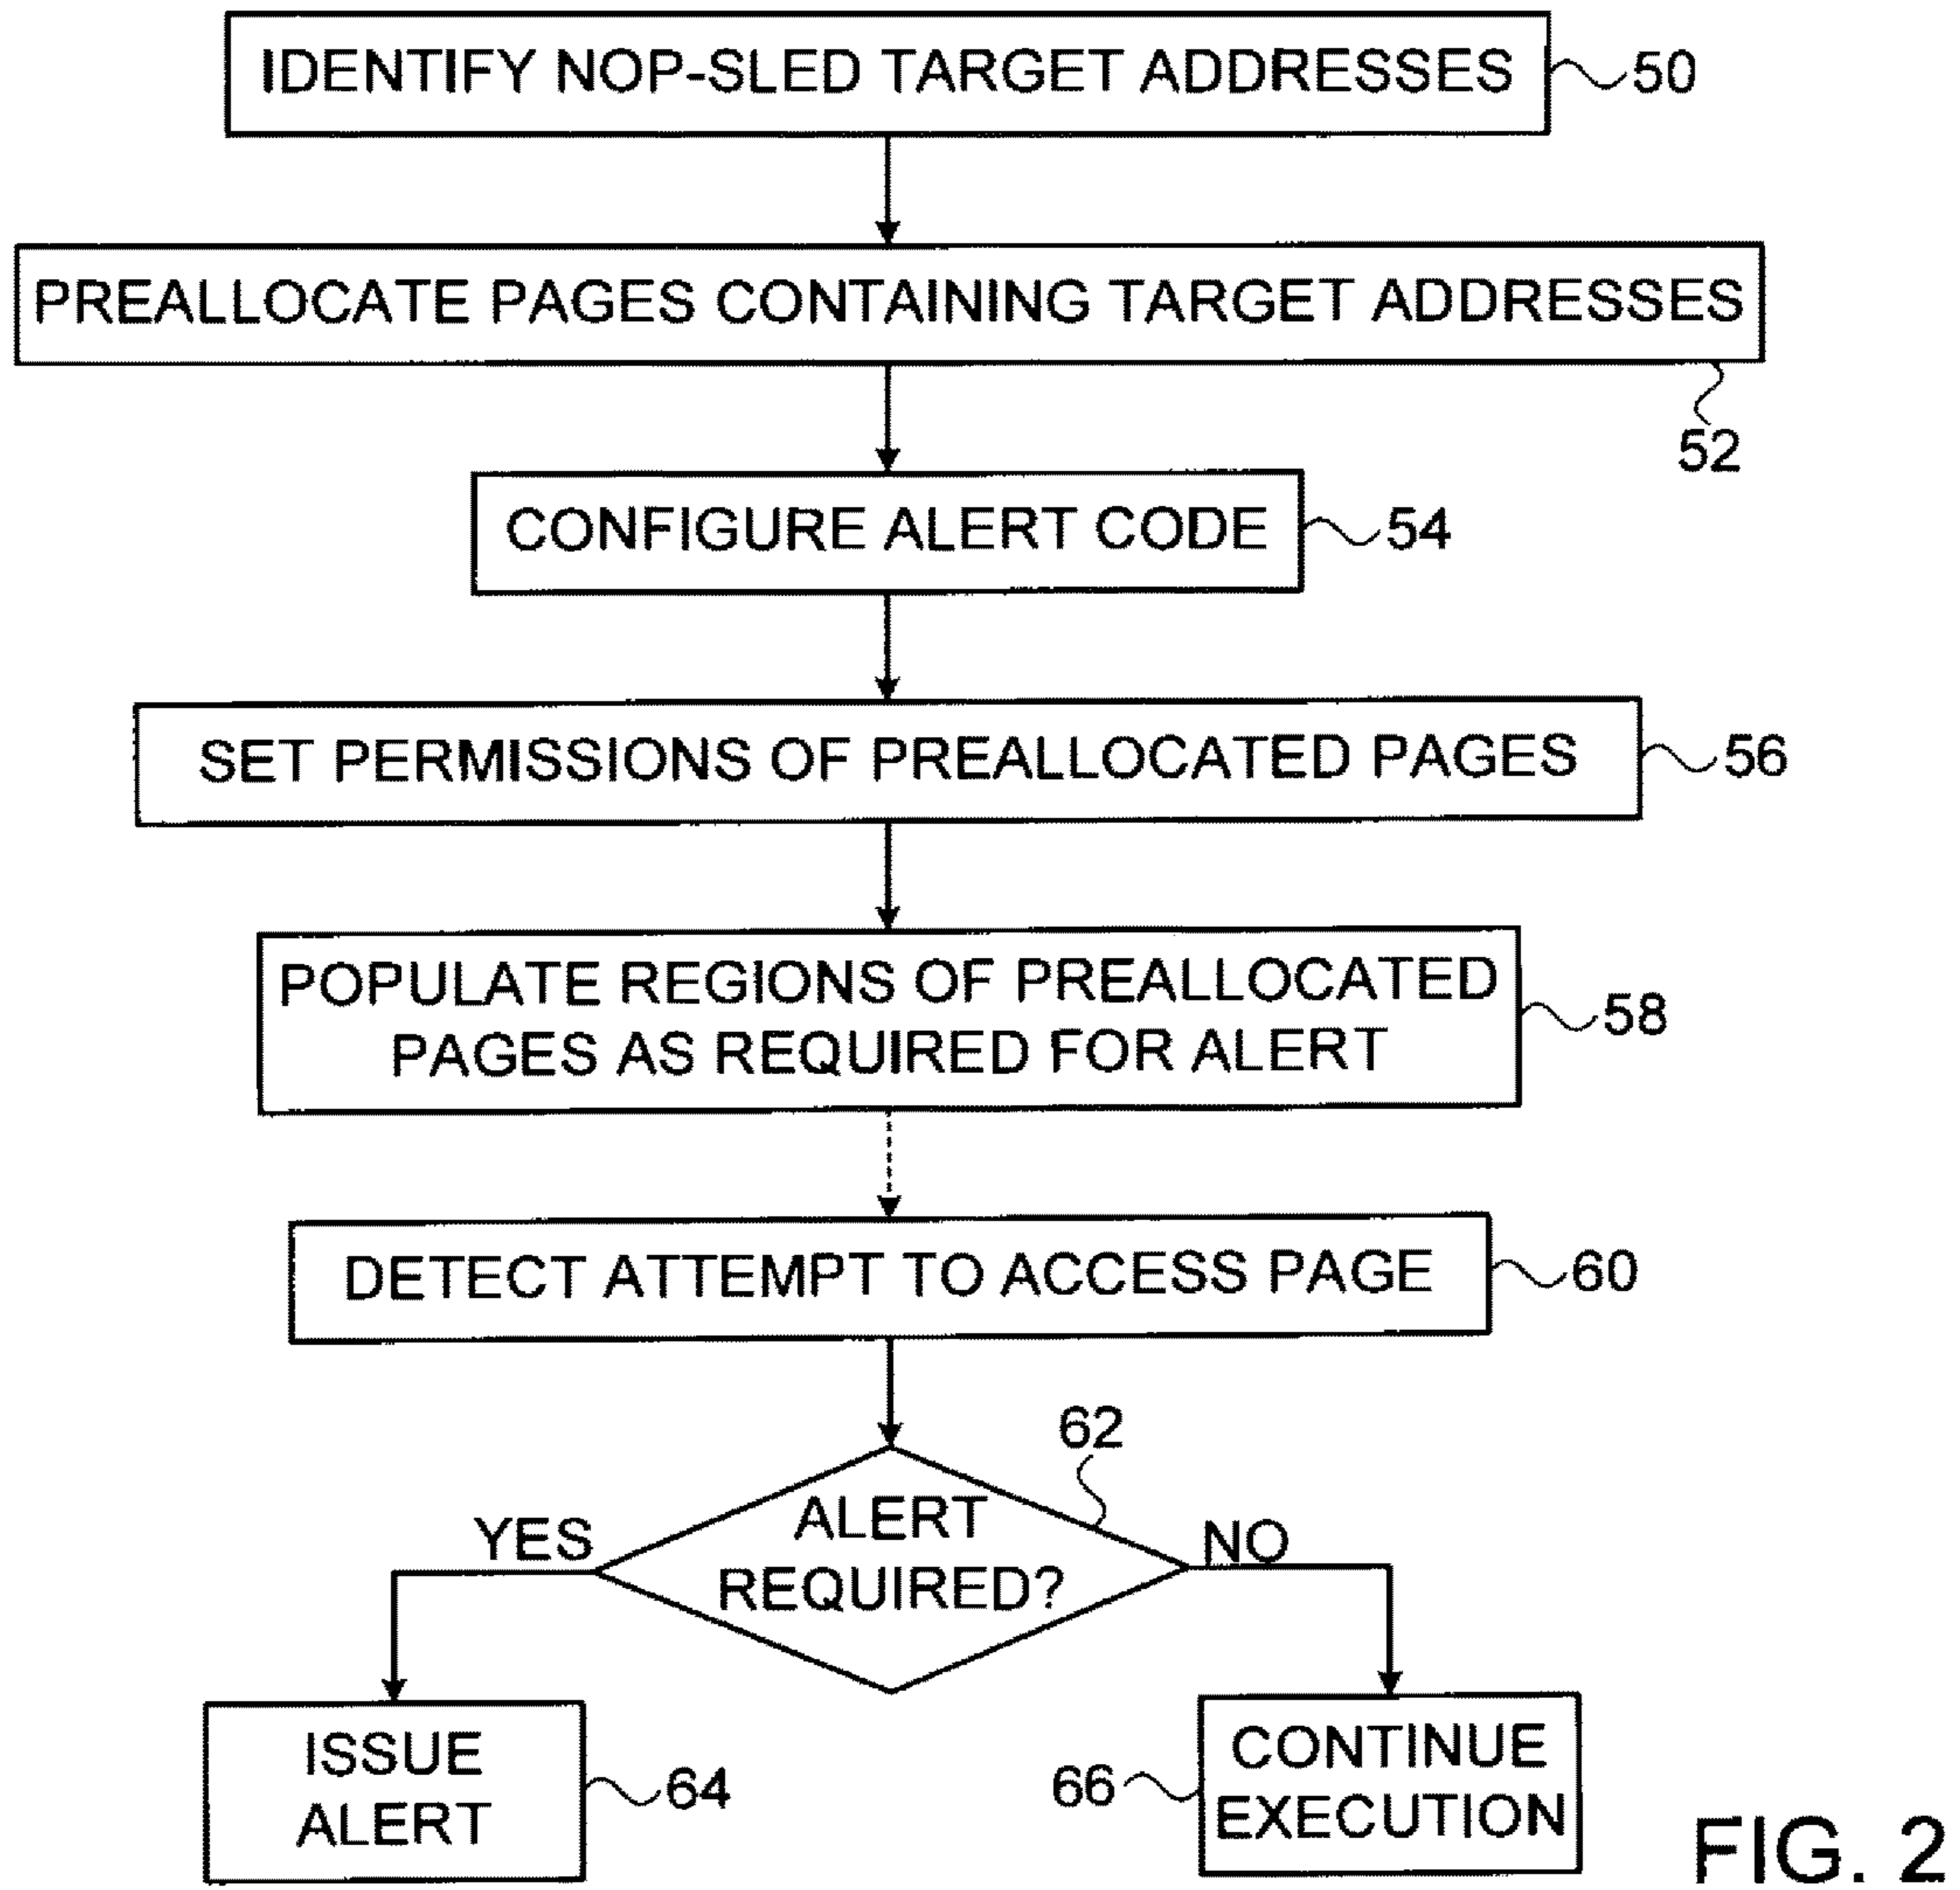 IDENTIFY NOP-SLED TARGET ADDRESSES
50
PREALLOCATE PAGES CONTAINING TARGET ADDRESSES
52
CONFIGURE ALERT CODE
54
SET PERMISSIONS OF PREALLOCATED PAGES
56
POPULATE REGIONS OF PREALLOCATED
PAGES AS REQUIRED FOR ALERT
58
DETECT ATTEMPT TO ACCESS PAGE
60
62
ALERT
REQUIRED?
YES
NO
ISSUE
ALERT
64
66
CONTINUE
EXECUTION
FIG. 2